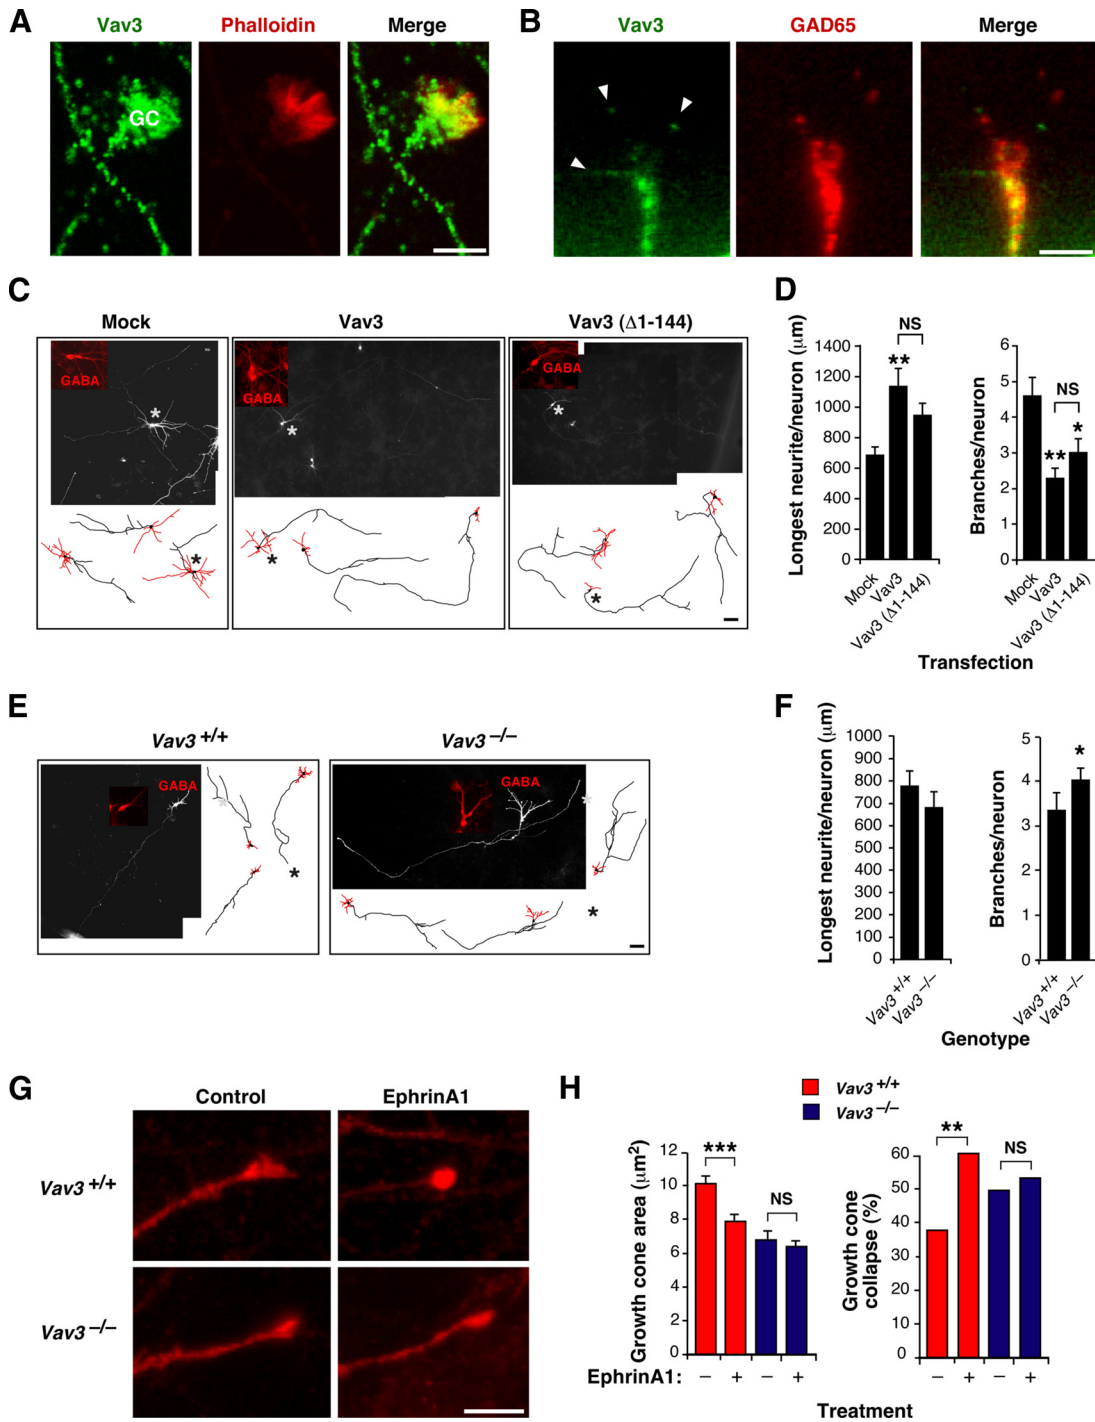 A
Vav3 Phalloidin Merge
GC
B
Vav3 GAD65 Merge
C
Mock Vav3 Vav3 (Δ1-144)
GABA GABA GABA
* * *
* * *
D
Longest neurite/neuron (μm)
1400
1200
1000
800
600
400
200
0
NS
**
Mock Vav3 Vav3 (Δ1-144)
Branches/neuron
6
5
4
3
2
1
0
NS
** *
Mock Vav3 Vav3 (Δ1-144)
Transfection
E
Vav3 +/+ Vav3 –/–
GABA GABA
* *
* *
F
Longest neurite/neuron (μm)
1000
900
800
700
600
500
400
300
200
100
0
Vav3 +/+ Vav3 –/–
Branches/neuron
5
4
3
2
1
0
*
Vav3 +/+ Vav3 –/–
Genotype
G
Control EphrinA1
Vav3 +/+
Vav3 –/–
H
Vav3 +/+
Vav3 –/–
Growth cone area (μm²)
12
10
8
6
4
2
0
*** NS
EphrinA1: – + – +
Growth cone
collapse (%)
60
50
40
30
20
10
0
** NS
– + – +
Treatment